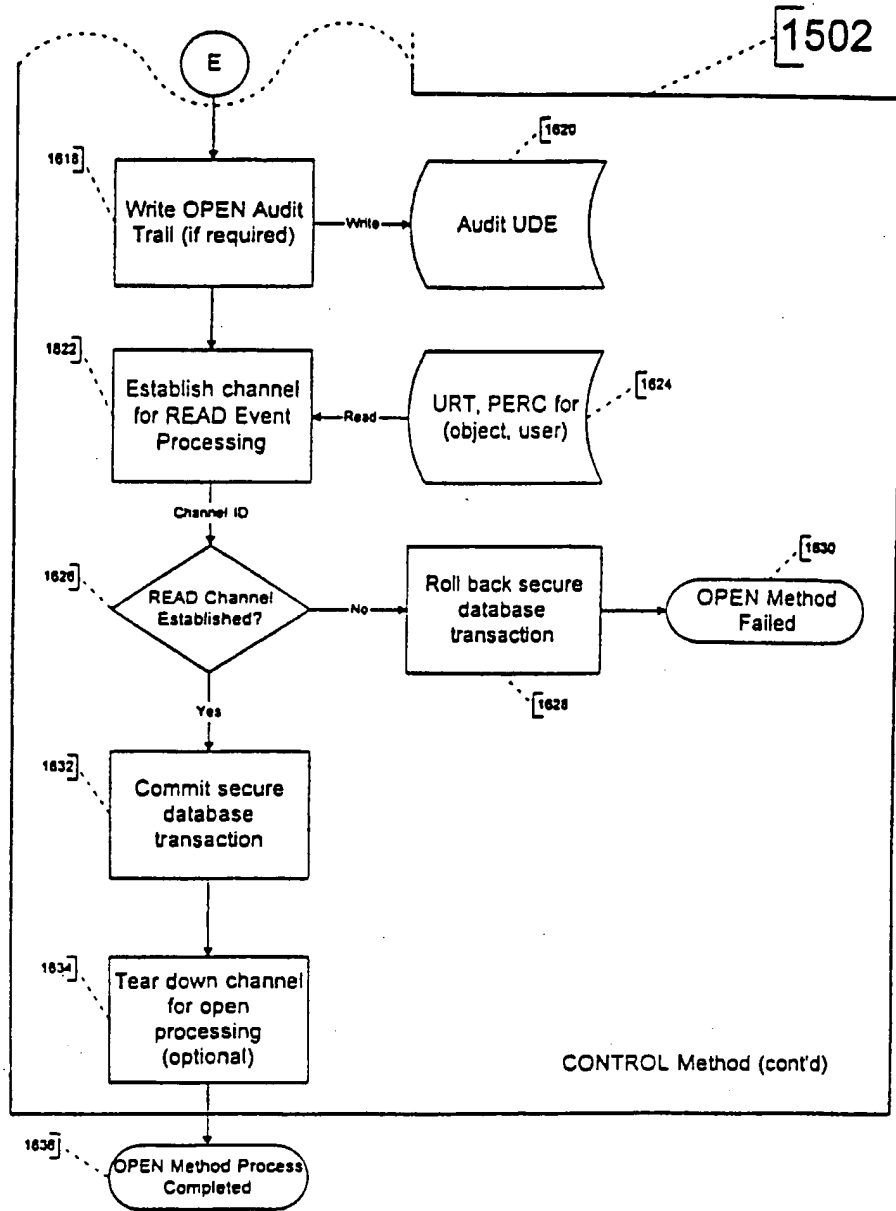 1502
E
1618
Write OPEN Audit
Trail (if required)
Write
1620
Audit UDE
1622
Establish channel
for READ Event
Processing
Read
URT, PERC for
(object, user)
1624
Channel ID
1626
READ Channel
Established?
No
Roll back secure
database
transaction
1628
1630
OPEN Method
Failed
Yes
1632
Commit secure
database
transaction
1634
Tear down channel
for open
processing
(optional)
CONTROL Method (cont'd)
1636
OPEN Method Process
Completed